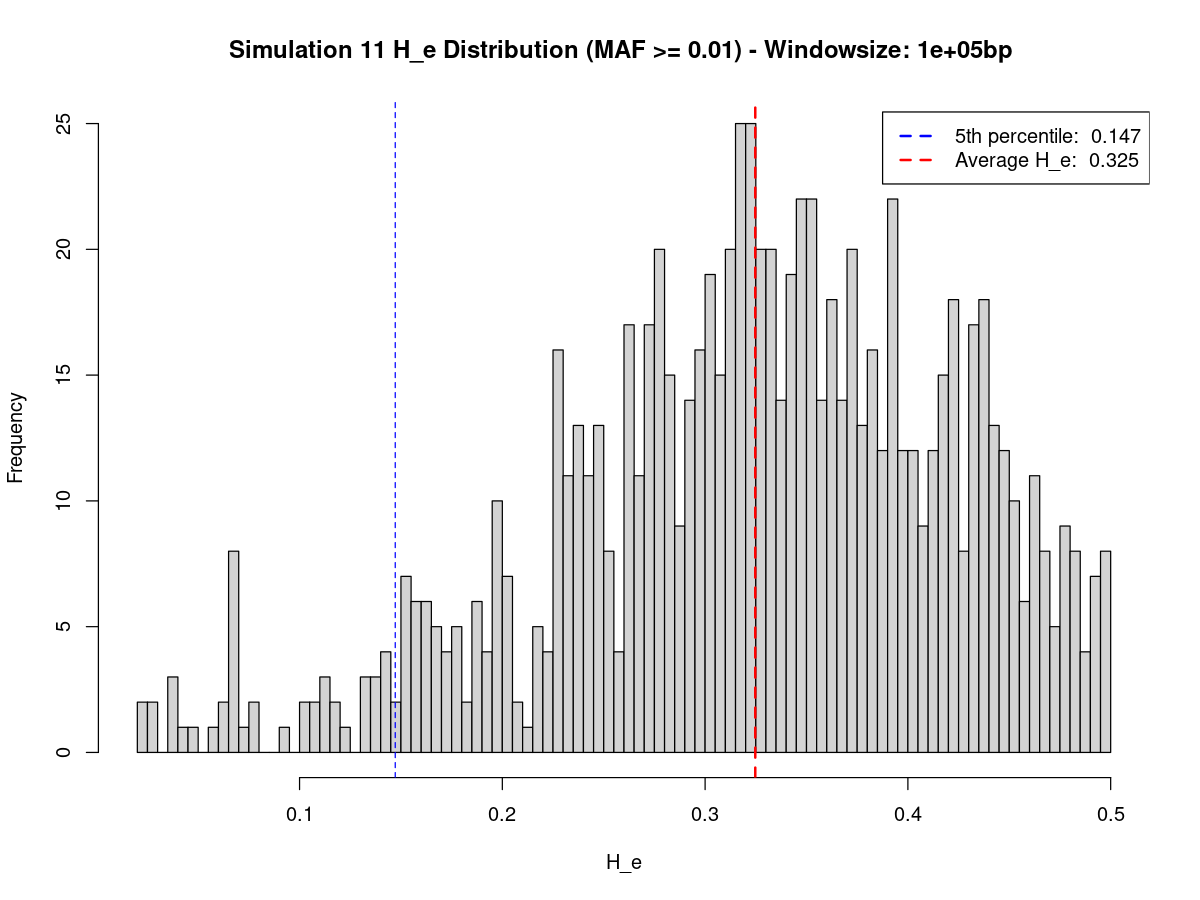 Simulation 11 H_e Distribution (MAF >= 0.01) - Windowsize: 1e+05bp
5th percentile:  0.147
Average H_e:  0.325
Frequency
25
20
15
10
5
0
0.1
0.2
0.3
0.4
0.5
H_e